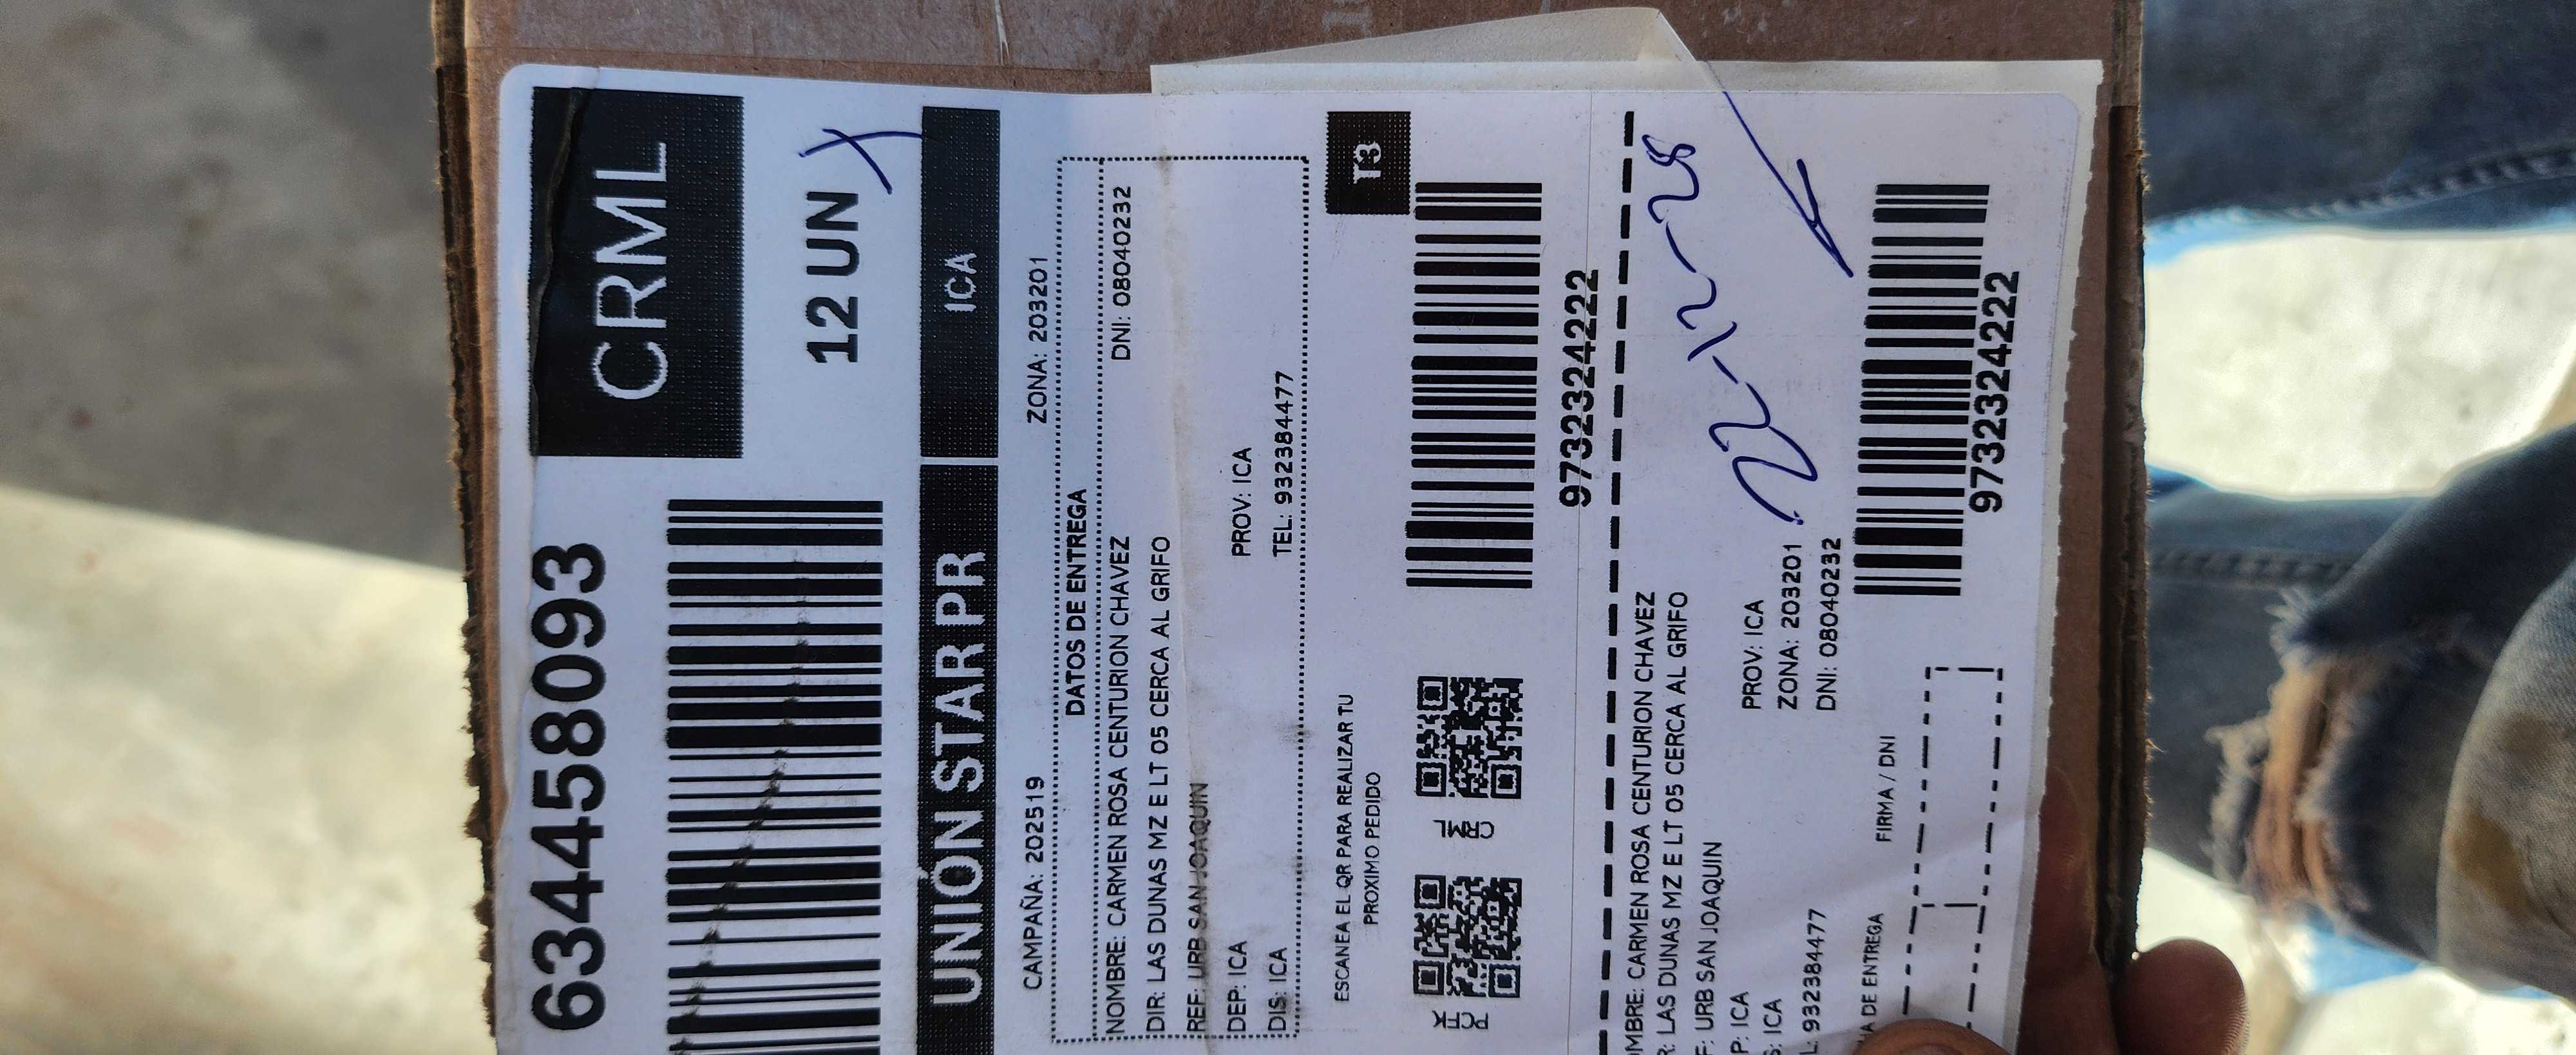 6344458093
CRML
12 UN
UNIÓN STAR PR
ICA
CAMPAÑA: 202519
ZONA: 203201
DATOS DE ENTREGA
NOMBRE: CARMEN ROSA CENTURION CHAVEZ
DNI: 08040232
DIR: LAS DUNAS MZ E LT 05 CERCA AL GRIFO
REF: URB SAN JOAQUIN
DEP: ICA
PROV: ICA
DIS: ICA
TEL: 932384477
ESCANEA EL QR PARA REALIZAR TU
PROXIMO PEDIDO
T3
PCTK
CRML
9732324222
OMBRE: CARMEN ROSA CENTURION CHAVEZ
R: LAS DUNAS MZ E LT 05 CERCA AL GRIFO
F: URB SAN JOAQUIN
P: ICA
PROV: ICA
S: ICA
ZONA: 203201
L: 932384477
DNI: 08040232
22-12-25
A DE ENTREGA
FIRMA / DNI
9732324222